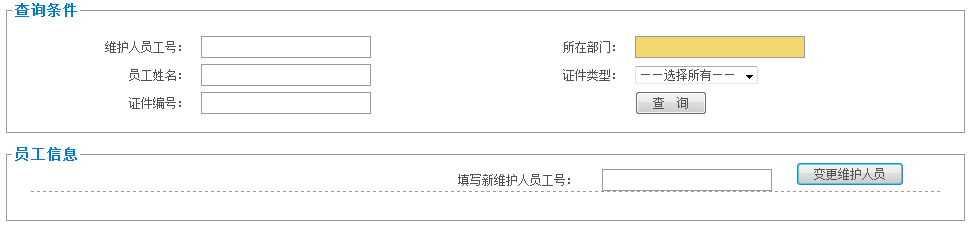 查询条件
维护人员工号： 所在部门：
员工姓名： 证件类型： －－选择所有－－
证件编号： 查 询
员工信息
填写新维护人员工号： 变更维护人员